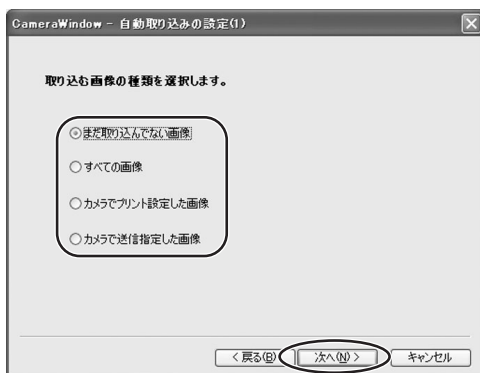 CameraWindow - 自動取り込みの設定(1)
取り込む画像の種類を選択します。
まだ取り込んでない画像
すべての画像
カメラでプリント設定した画像
カメラで送信指定した画像
< 戻る(B) 次へ(N) > キャンセル